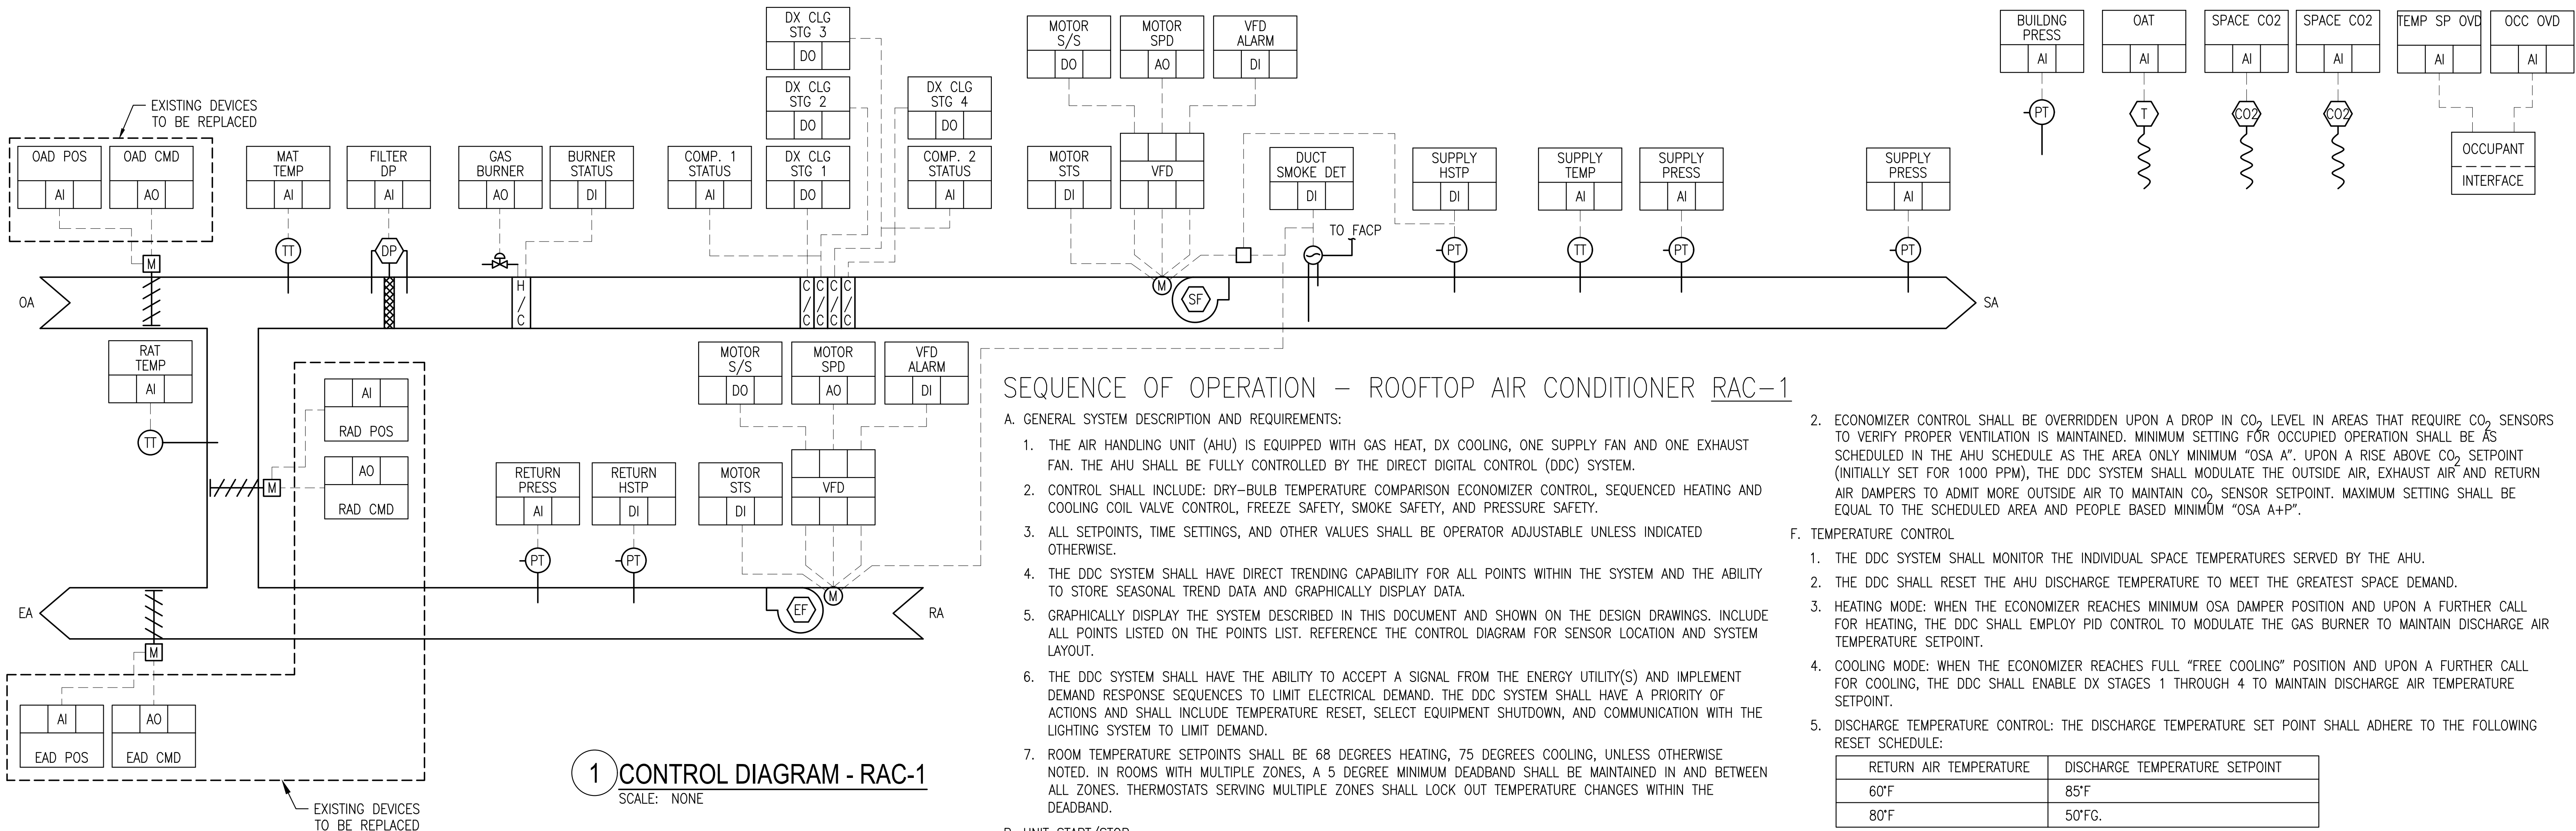 DX CLG
STG 3
DO
MOTOR
S/S
DO
MOTOR
SPD
AO
VFD
ALARM
DI
BUILDNG
PRESS
AI
OAT
AI
SPACE CO2
AI
SPACE CO2
AI
TEMP SP OVD
AI
OCC OVD
AI
EXISTING DEVICES
TO BE REPLACED
DX CLG
STG 2
DO
DX CLG
STG 4
DO
PT
T
CO2
CO2
OCCUPANT
INTERFACE
OAD POS
AI
OAD CMD
AO
MAT
TEMP
AI
FILTER
DP
AI
GAS
BURNER
AO
BURNER
STATUS
DI
COMP. 1
STATUS
AI
DX CLG
STG 1
DO
COMP. 2
STATUS
AI
MOTOR
STS
DI
VFD
DUCT
SMOKE DET
DI
SUPPLY
HSTP
DI
SUPPLY
TEMP
AI
SUPPLY
PRESS
AI
SUPPLY
PRESS
AI
TO FACP
M
TT
DP
PT
TT
PT
PT
OA
H/C
C/C
C/C
C/C
C/C
M
SF
SA
RAT
TEMP
AI
TT
AI
RAD POS
AO
RAD CMD
M
MOTOR
S/S
DO
MOTOR
SPD
AO
VFD
ALARM
DI
RETURN
PRESS
AI
RETURN
HSTP
DI
MOTOR
STS
DI
VFD
PT
PT
M
EF
EA
RA
M
AI
EAD POS
AO
EAD CMD
EXISTING DEVICES
TO BE REPLACED
1
CONTROL DIAGRAM - RAC-1
SCALE: NONE
SEQUENCE OF OPERATION – ROOFTOP AIR CONDITIONER RAC–1
A. GENERAL SYSTEM DESCRIPTION AND REQUIREMENTS:
1. THE AIR HANDLING UNIT (AHU) IS EQUIPPED WITH GAS HEAT, DX COOLING, ONE SUPPLY FAN AND ONE EXHAUST
FAN. THE AHU SHALL BE FULLY CONTROLLED BY THE DIRECT DIGITAL CONTROL (DDC) SYSTEM.
2. CONTROL SHALL INCLUDE: DRY–BULB TEMPERATURE COMPARISON ECONOMIZER CONTROL, SEQUENCED HEATING AND
COOLING COIL VALVE CONTROL, FREEZE SAFETY, SMOKE SAFETY, AND PRESSURE SAFETY.
3. ALL SETPOINTS, TIME SETTINGS, AND OTHER VALUES SHALL BE OPERATOR ADJUSTABLE UNLESS INDICATED
OTHERWISE.
4. THE DDC SYSTEM SHALL HAVE DIRECT TRENDING CAPABILITY FOR ALL POINTS WITHIN THE SYSTEM AND THE ABILITY
TO STORE SEASONAL TREND DATA AND GRAPHICALLY DISPLAY DATA.
5. GRAPHICALLY DISPLAY THE SYSTEM DESCRIBED IN THIS DOCUMENT AND SHOWN ON THE DESIGN DRAWINGS. INCLUDE
ALL POINTS LISTED ON THE POINTS LIST. REFERENCE THE CONTROL DIAGRAM FOR SENSOR LOCATION AND SYSTEM
LAYOUT.
6. THE DDC SYSTEM SHALL HAVE THE ABILITY TO ACCEPT A SIGNAL FROM THE ENERGY UTILITY(S) AND IMPLEMENT
DEMAND RESPONSE SEQUENCES TO LIMIT ELECTRICAL DEMAND. THE DDC SYSTEM SHALL HAVE A PRIORITY OF
ACTIONS AND SHALL INCLUDE TEMPERATURE RESET, SELECT EQUIPMENT SHUTDOWN, AND COMMUNICATION WITH THE
LIGHTING SYSTEM TO LIMIT DEMAND.
7. ROOM TEMPERATURE SETPOINTS SHALL BE 68 DEGREES HEATING, 75 DEGREES COOLING, UNLESS OTHERWISE
NOTED. IN ROOMS WITH MULTIPLE ZONES, A 5 DEGREE MINIMUM DEADBAND SHALL BE MAINTAINED IN AND BETWEEN
ALL ZONES. THERMOSTATS SERVING MULTIPLE ZONES SHALL LOCK OUT TEMPERATURE CHANGES WITHIN THE
DEADBAND.
B. UNIT START/STOP
2. ECONOMIZER CONTROL SHALL BE OVERRIDDEN UPON A DROP IN CO2 LEVEL IN AREAS THAT REQUIRE CO2 SENSORS
TO VERIFY PROPER VENTILATION IS MAINTAINED. MINIMUM SETTING FOR OCCUPIED OPERATION SHALL BE AS
SCHEDULED IN THE AHU SCHEDULE AS THE AREA ONLY MINIMUM "OSA A". UPON A RISE ABOVE CO2 SETPOINT
(INITIALLY SET FOR 1000 PPM), THE DDC SYSTEM SHALL MODULATE THE OUTSIDE AIR, EXHAUST AIR AND RETURN
AIR DAMPERS TO ADMIT MORE OUTSIDE AIR TO MAINTAIN CO2 SENSOR SETPOINT. MAXIMUM SETTING SHALL BE
EQUAL TO THE SCHEDULED AREA AND PEOPLE BASED MINIMUM "OSA A+P".
F. TEMPERATURE CONTROL
1. THE DDC SYSTEM SHALL MONITOR THE INDIVIDUAL SPACE TEMPERATURES SERVED BY THE AHU.
2. THE DDC SHALL RESET THE AHU DISCHARGE TEMPERATURE TO MEET THE GREATEST SPACE DEMAND.
3. HEATING MODE: WHEN THE ECONOMIZER REACHES MINIMUM OSA DAMPER POSITION AND UPON A FURTHER CALL
FOR HEATING, THE DDC SHALL EMPLOY PID CONTROL TO MODULATE THE GAS BURNER TO MAINTAIN DISCHARGE AIR
TEMPERATURE SETPOINT.
4. COOLING MODE: WHEN THE ECONOMIZER REACHES FULL "FREE COOLING" POSITION AND UPON A FURTHER CALL
FOR COOLING, THE DDC SHALL ENABLE DX STAGES 1 THROUGH 4 TO MAINTAIN DISCHARGE AIR TEMPERATURE
SETPOINT.
5. DISCHARGE TEMPERATURE CONTROL: THE DISCHARGE TEMPERATURE SET POINT SHALL ADHERE TO THE FOLLOWING
RESET SCHEDULE:
RETURN AIR TEMPERATURE DISCHARGE TEMPERATURE SETPOINT
60°F 85°F
80°F 50°FG.